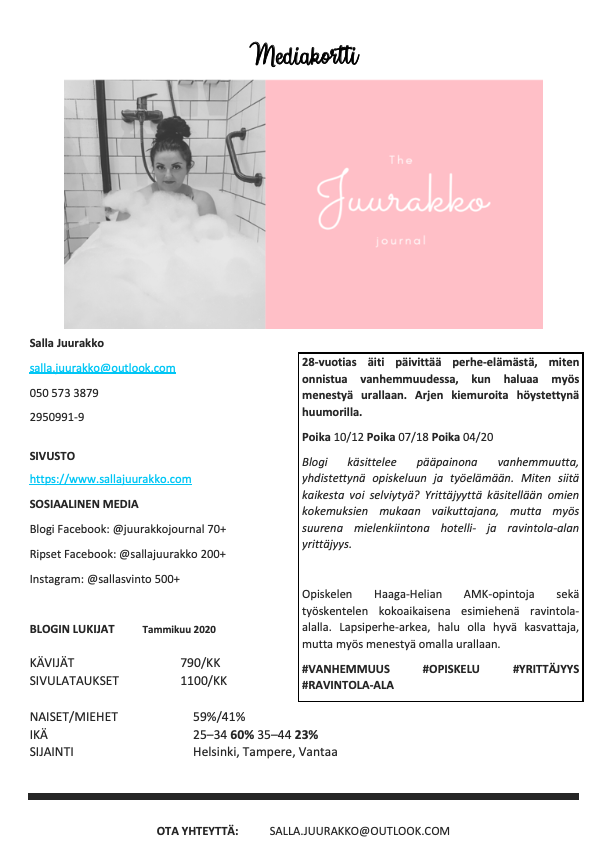 Mediakortti
The
Juurakko
journal
Salla Juurakko
salla.juurakko@outlook.com
050 573 3879
2950991-9
SIVUSTO
https://www.sallajuurakko.com
SOSIAALINEN MEDIA
Blogi Facebook: @juurakkojournal 70+
Ripset Facebook: @sallajuurakko 200+
Instagram: @sallasvinto 500+
BLOGIN LUKIJAT Tammikuu 2020
KÄVIJÄT 790/KK
SIVULATAUKSET 1100/KK
NAISET/MIEHET 59%/41%
IKÄ 25–34 60% 35–44 23%
SIJAINTI Helsinki, Tampere, Vantaa
28-vuotias äiti päivittää perhe-elämästä, miten
onnistua vanhemmuudessa, kun haluaa myös
menestyä urallaan. Arjen kiemuroita höystettynä
huumorilla.
Poika 10/12 Poika 07/18 Poika 04/20
Blogi käsittelee pääpainona vanhemmuutta,
yhdistettynä opiskeluun ja työelämään. Miten siitä
kaikesta voi selviytyä? Yrittäjyyttä käsitellään omien
kokemuksien mukaan vaikuttajana, mutta myös
suurena mielenkiintona hotelli- ja ravintola-alan
yrittäjyys.
Opiskelen Haaga-Helian AMK-opintoja sekä
työskentelen kokoaikaisena esimiehenä ravintola-
alalla. Lapsiperhe-arkea, halu olla hyvä kasvattaja,
mutta myös menestyä omalla urallaan.
#VANHEMMUUS #OPISKELU #YRITTÄJYYS
#RAVINTOLA-ALA
OTA YHTEYTTÄ: SALLA.JUURAKKO@OUTLOOK.COM